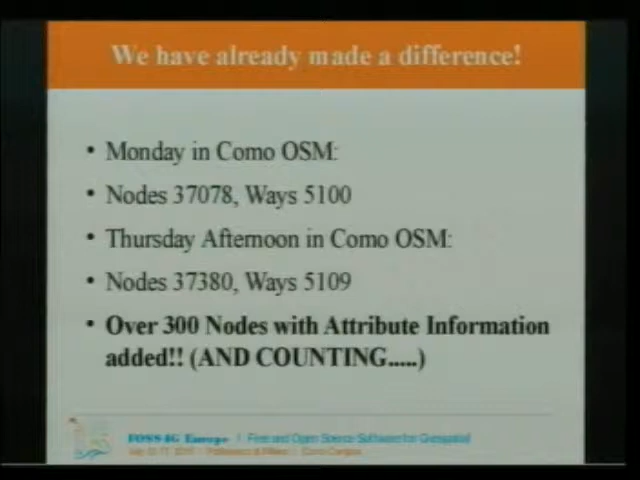 We have already made a difference!
• Monday in Como OSM:
• Nodes 37078, Ways 5100
• Thursday Afternoon in Como OSM:
• Nodes 37380, Ways 5109
• Over 300 Nodes with Attribute Information
added!! (AND COUNTING.....)
FOSS4G Europe | Free and Open Source Software for Geospatial
Como Campus